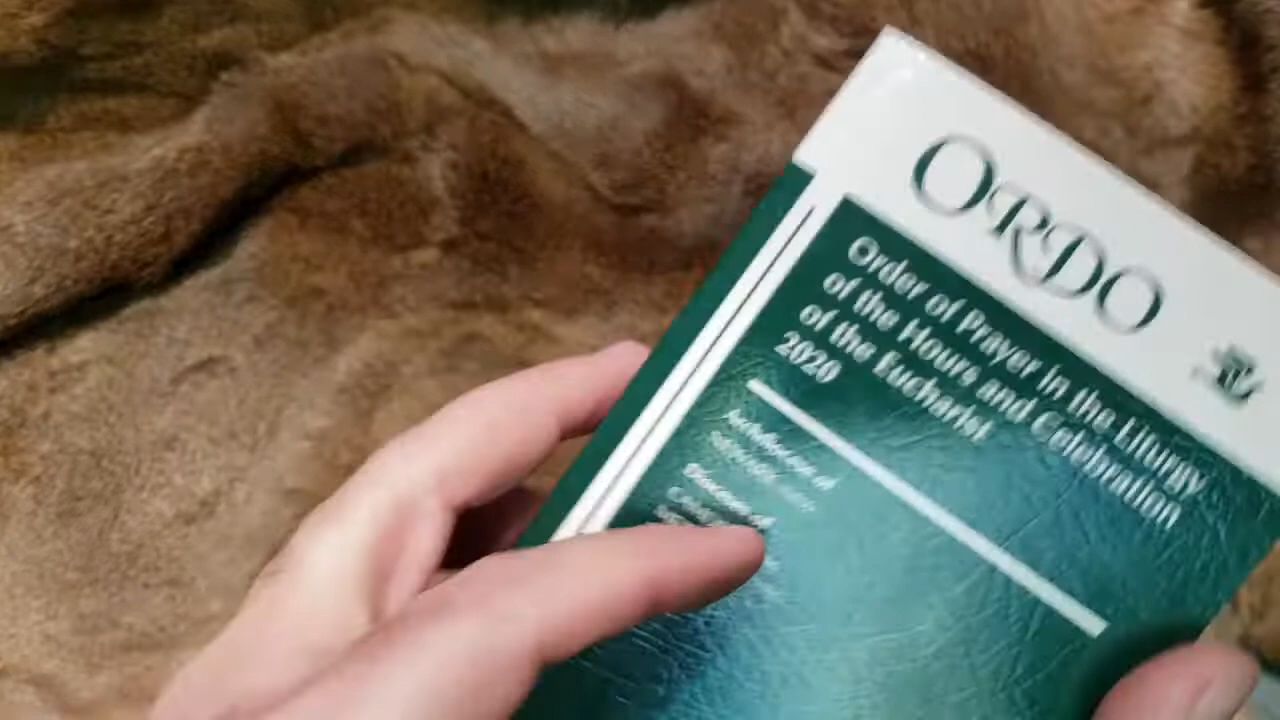 ORDO
Order of Prayer in the Liturgy
of the Hours and Celebration
of the Eucharist
2020